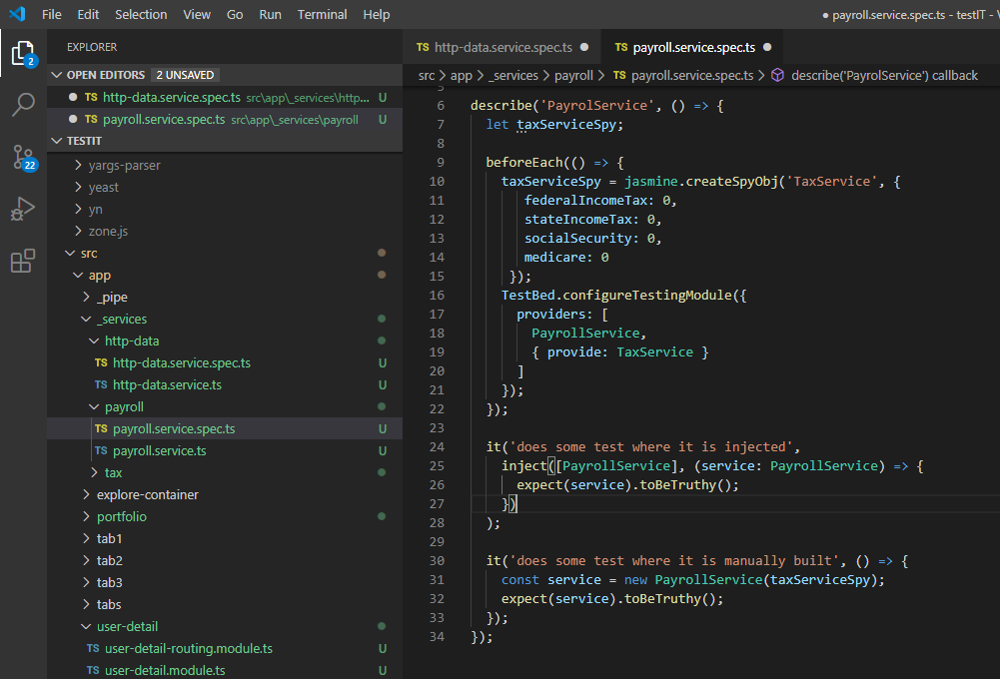 File Edit Selection View Go Run Terminal Help
● payroll.service.spec.ts - testIT - V
EXPLORER
OPEN EDITORS 2 UNSAVED
TS http-data.service.spec.ts src\app\_services\http... U
TS payroll.service.spec.ts src\app\_services\payroll U
TESTIT
yargs-parser
yeast
yn
zone.js
src
app
_pipe
_services
http-data
TS http-data.service.spec.ts U
TS http-data.service.ts U
payroll
TS payroll.service.spec.ts U
TS payroll.service.ts U
tax
explore-container
portfolio
tab1
tab2
tab3
tabs
user-detail
TS user-detail-routing.module.ts U
TS user-detail.module.ts U
2
22
TS http-data.service.spec.ts ● TS payroll.service.spec.ts ●
src > app > _services > payroll > TS payroll.service.spec.ts > describe('PayrolService') callback
5
6 describe('PayrolService', () => {
7 let taxServiceSpy;
8
9 beforeEach(() => {
10 taxServiceSpy = jasmine.createSpyObj('TaxService', {
11 federalIncomeTax: 0,
12 stateIncomeTax: 0,
13 socialSecurity: 0,
14 medicare: 0
15 });
16 TestBed.configureTestingModule({
17 providers: [
18 PayrollService,
19 { provide: TaxService }
20 ]
21 });
22 });
23
24 it('does some test where it is injected',
25 inject([PayrollService], (service: PayrollService) => {
26 expect(service).toBeTruthy();
27 })
28 );
29
30 it('does some test where it is manually built', () => {
31 const service = new PayrollService(taxServiceSpy);
32 expect(service).toBeTruthy();
33 });
34 });